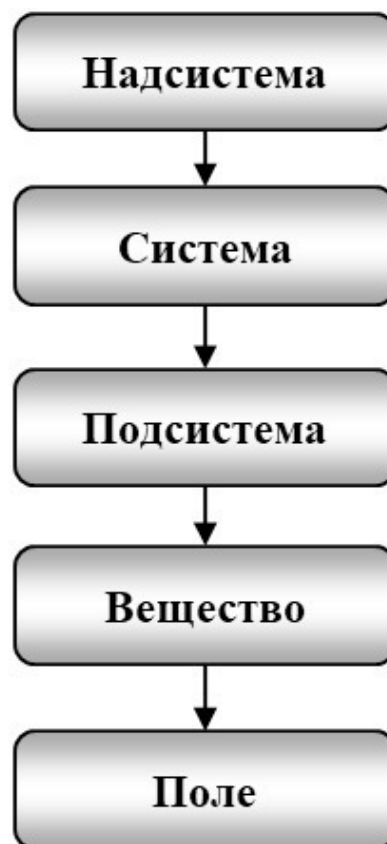 Надсистема
Система
Подсистема
Вещество
Поле